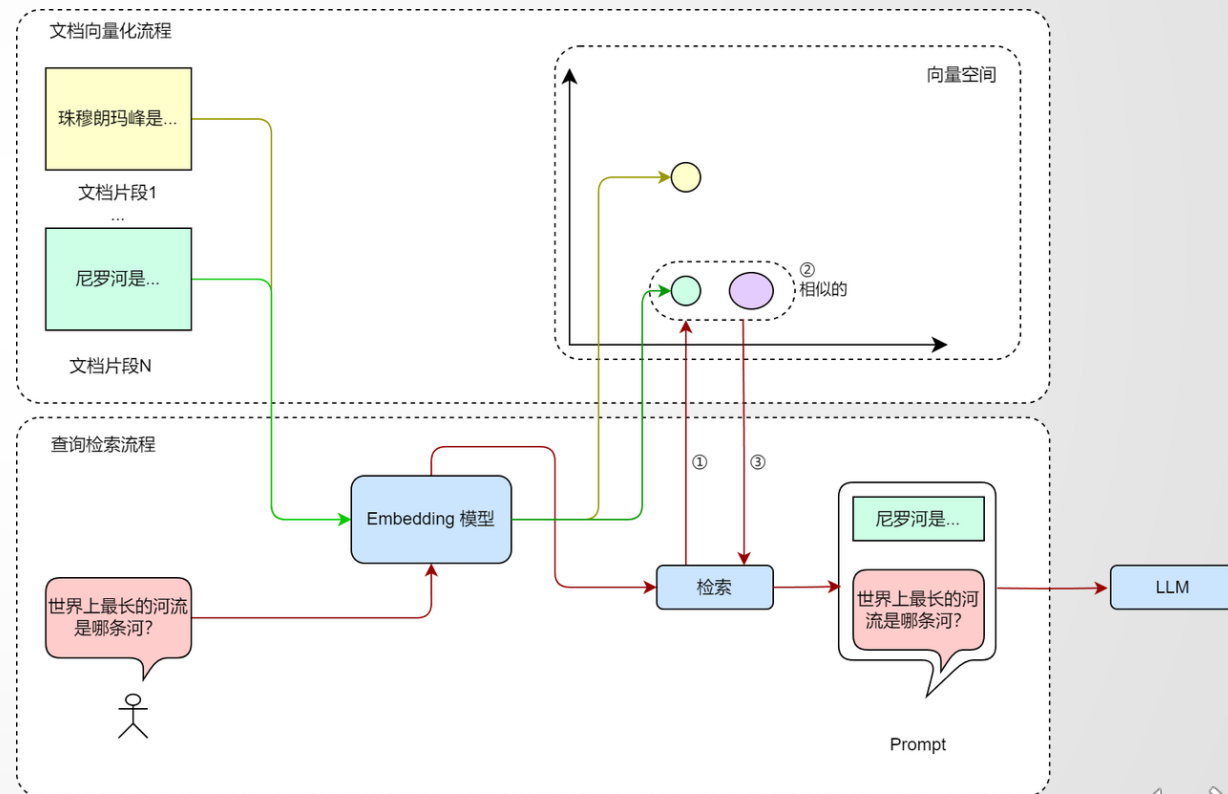 文档向量化流程
向量空间
珠穆朗玛峰是...
文档片段1
...
尼罗河是...
文档片段N
②
相似的
查询检索流程
①
③
Embedding 模型
尼罗河是...
世界上最长的河流
是哪条河?
检索
世界上最长的河
流是哪条河?
LLM
Prompt